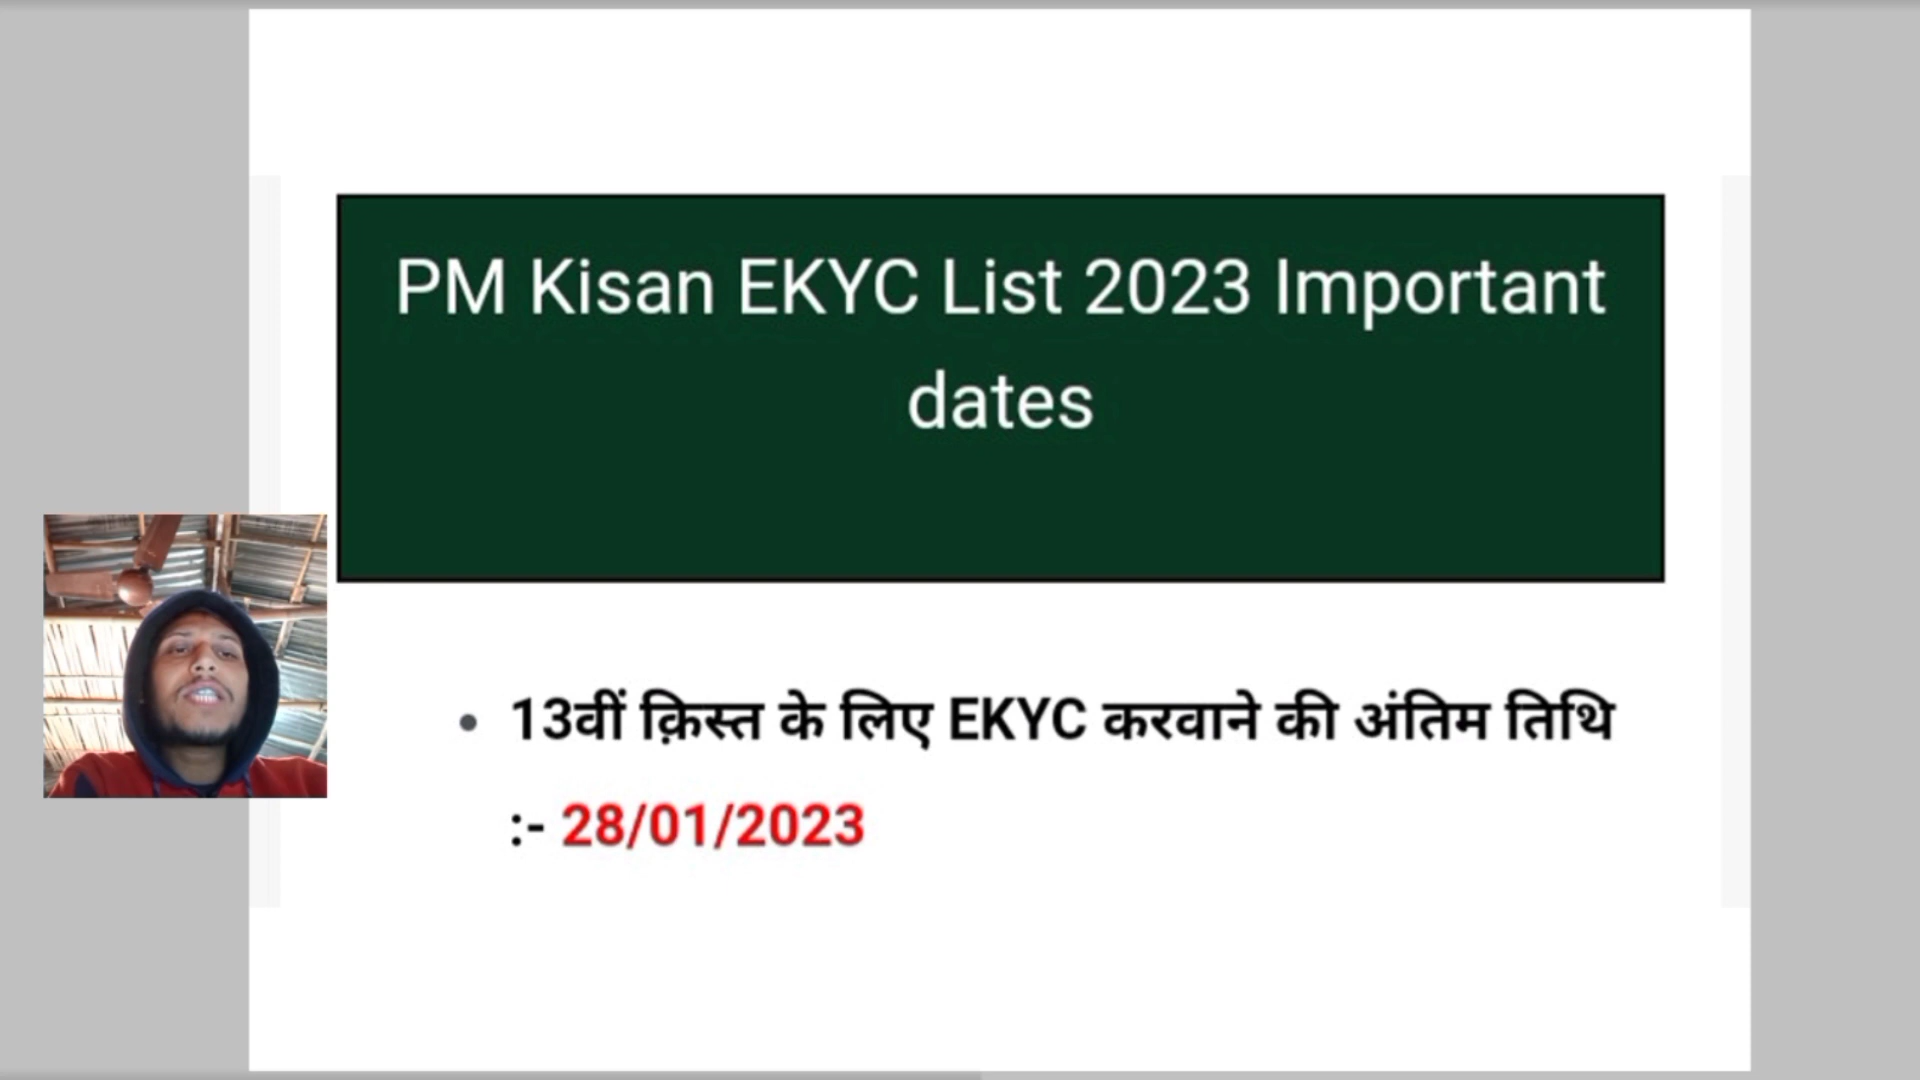 PM Kisan EKYC List 2023 Important
dates
• 13वीं क़िस्त के लिए EKYC करवाने की अंतिम तिथि
:- 28/01/2023